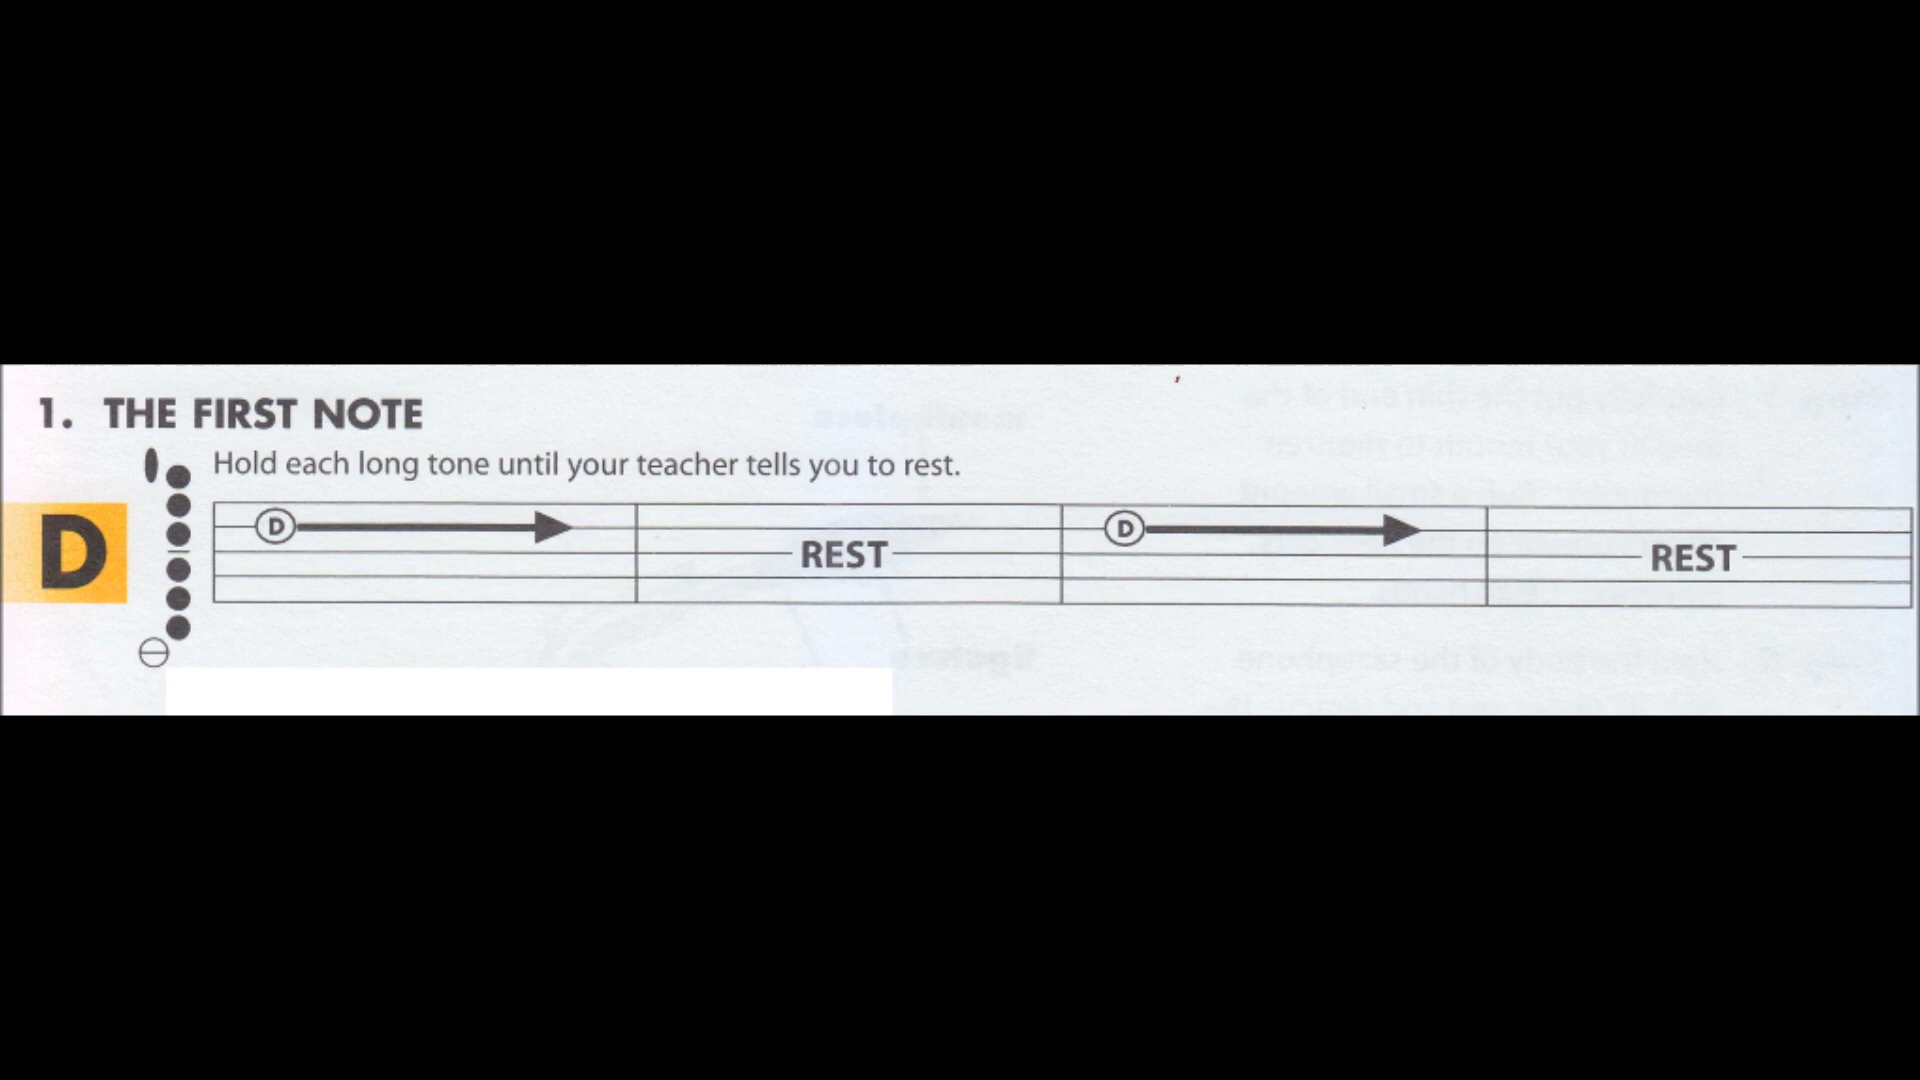 1. THE FIRST NOTE
Hold each long tone until your teacher tells you to rest.
D
D REST D REST